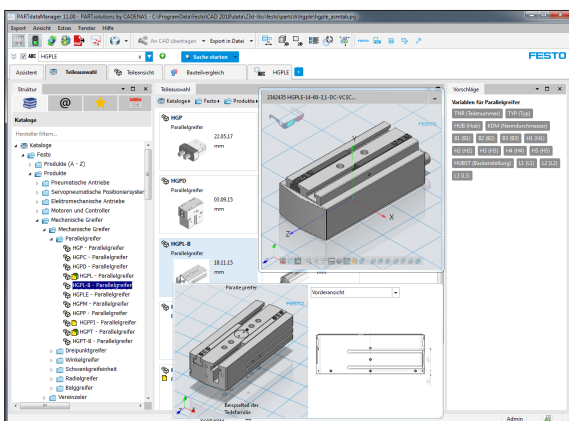 PARTdataManager 11.00 - PARTsolutions by CADENAS - C:\ProgramData\Festo\CAD 2018\data\23d-libs\festo\parts\drillhgple\hgple_asmtab.prj
Export Ansicht Extras Fenster Hilfe
An CAD übertragen Export in Datei
ABC HGPLE Suche starten FESTO
Assistent Teileauswahl Teileansicht Bauteilvergleich HGPLE
Struktur
@
Kataloge
Hersteller filtern...
Kataloge
Festo
Produkte (A - Z)
Produkte
Pneumatische Antriebe
Servopneumatische Positioniersyster
Elektromechanische Antriebe
Motoren und Controller
Mechanische Greifer
Mechanische Greifer
Parallelgreifer
HGP - Parallelgreifer
HGPC - Parallelgreifer
HGPD - Parallelgreifer
HGPL - Parallelgreifer
HGPL-B - Parallelgreifer
HGPLE - Parallelgreifer
HGPM - Parallelgreifer
HGPP - Parallelgreifer
HGPPI - Parallelgreifer
HGPT - Parallelgreifer
HGPT-B - Parallelgreifer
Dreipunktgreifer
Winkelgreifer
Schwenkgreifeinheit
Radialgreifer
Balggreifer
Vereinzeler
Teileauswahl
Kataloge Festo Produkte
HGP
Parallelgreifer
22.05.17
mm
HGPD
Parallelgreifer
03.09.15
mm
HGPL-B
Parallelgreifer
18.11.15
mm
2342435 HGPLE-14-60-3,1-DC-VCSC...
FESTO
Y
X
Z
Parallelgreifer
FESTO
Beispielteil der
Teilefamilie
Vorderansicht
Vorschläge
Variablen für Parallelgreifer
TNR (Teilenummer) TYP (Typ)
HUB (Hub) KDM (Nenndurchmesser)
B1 (B1) B2 (B2) B3 (B3) H1 (H1)
H2 (H2) H3 (H3) H4 (H4) H5 (H5)
HUBST (Backenstellung) L1 (L1) L2 (L2)
L3 (L3)
Admin